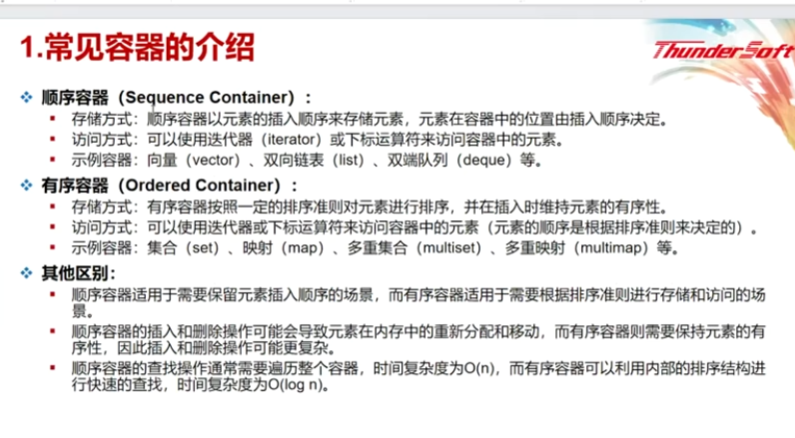 1.常见容器的介绍
ThunderSoft
顺序容器（Sequence Container）：
存储方式：顺序容器以元素的插入顺序来存储元素，元素在容器中的位置由插入顺序决定。
访问方式：可以使用迭代器（iterator）或下标运算符来访问容器中的元素。
示例容器：向量（vector）、双向链表（list）、双端队列（deque）等。
有序容器（Ordered Container）：
存储方式：有序容器按照一定的排序准则对元素进行排序，并在插入时维持元素的有序性。
访问方式：可以使用迭代器或下标运算符来访问容器中的元素（元素的顺序是根据排序准则来决定的）。
示例容器：集合（set）、映射（map）、多重集合（multiset）、多重映射（multimap）等。
其他区别：
顺序容器适用于需要保留元素插入顺序的场景，而有序容器适用于需要根据排序准则进行存储和访问的场
景。
顺序容器的插入和删除操作可能会导致元素在内存中的重新分配和移动，而有序容器则需要保持元素的有
序性，因此插入和删除操作可能更复杂。
顺序容器的查找操作通常需要遍历整个容器，时间复杂度为O(n)，而有序容器可以利用内部的排序结构进
行快速的查找，时间复杂度为O(log n)。